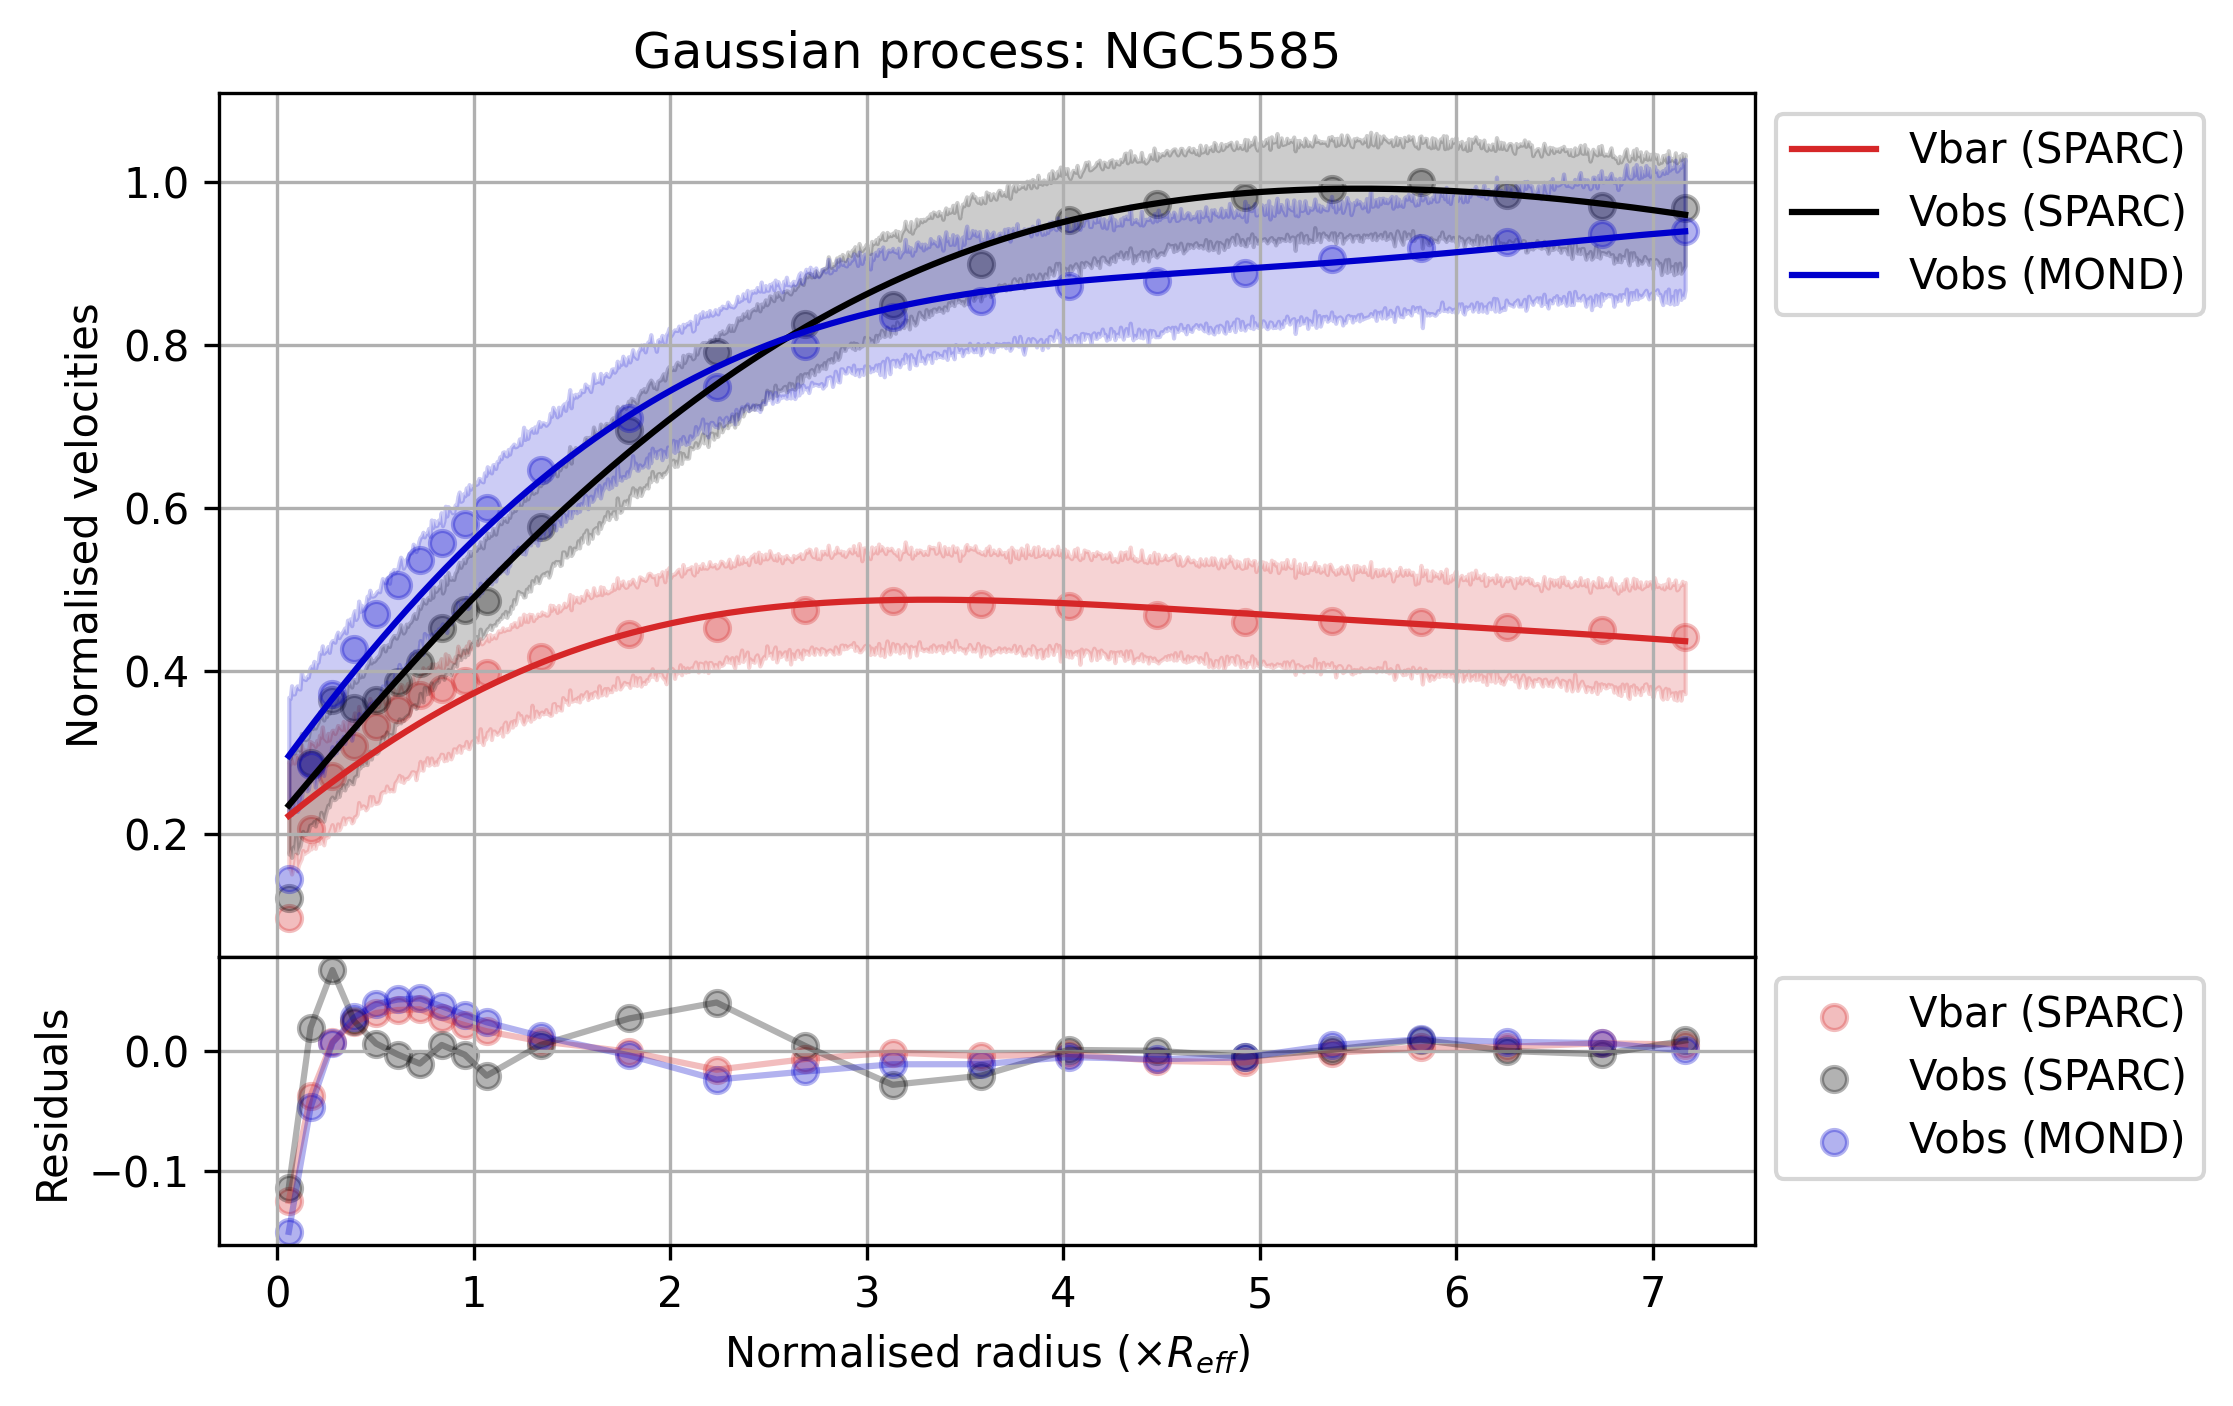 Gaussian process: NGC5585
Normalised velocities
1.0
0.8
0.6
0.4
0.2
Vbar (SPARC)
Vobs (SPARC)
Vobs (MOND)
Residuals
0.0
−0.1
Vbar (SPARC)
Vobs (SPARC)
Vobs (MOND)
0 1 2 3 4 5 6 7
Normalised radius (×R_eff)